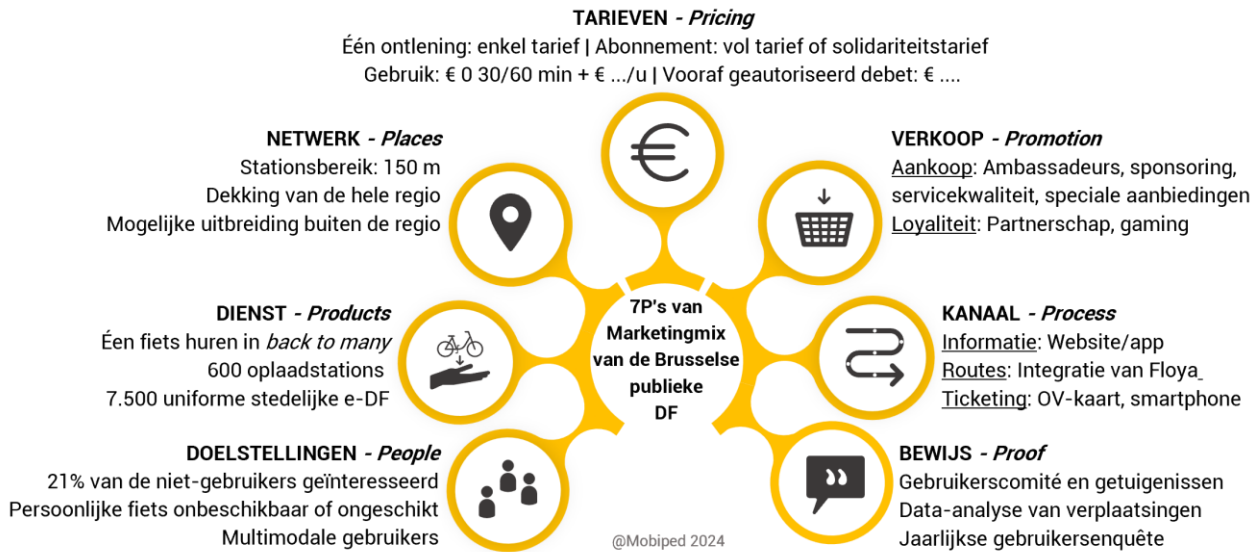 TARIEVEN - Pricing
Één ontlening: enkel tarief | Abonnement: vol tarief of solidariteitstarief
Gebruik: € 0 30/60 min + € .../u | Vooraf geautoriseerd debet: € ....
NETWERK - Places
Stationsbereik: 150 m
Dekking van de hele regio
Mogelijke uitbreiding buiten de regio
VERKOOP - Promotion
Aankoop: Ambassadeurs, sponsoring,
servicekwaliteit, speciale aanbiedingen
Loyaliteit: Partnerschap, gaming
DIENST - Products
Één fiets huren in back to many
600 oplaadstations
7.500 uniforme stedelijke e-DF
7P's van
Marketingmix
van de Brusselse
publieke
DF
KANAAL - Process
Informatie: Website/app
Routes: Integratie van Floya
Ticketing: OV-kaart, smartphone
DOELSTELLINGEN - People
21% van de niet-gebruikers geïnteresseerd
Persoonlijke fiets onbeschikbaar of ongeschikt
Multimodale gebruikers
BEWIJS - Proof
Gebruikerscomité en getuigenissen
Data-analyse van verplaatsingen
Jaarlijkse gebruikersenquête
@Mobiped 2024